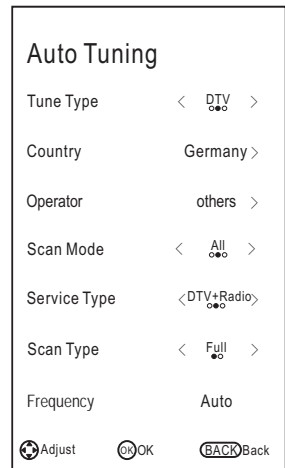 Auto Tuning
Tune Type < DTV >
Country Germany >
Operator others >
Scan Mode < All >
Service Type <DTV+Radio>
Scan Type < Full >
Frequency Auto
Adjust OK OK BACK Back